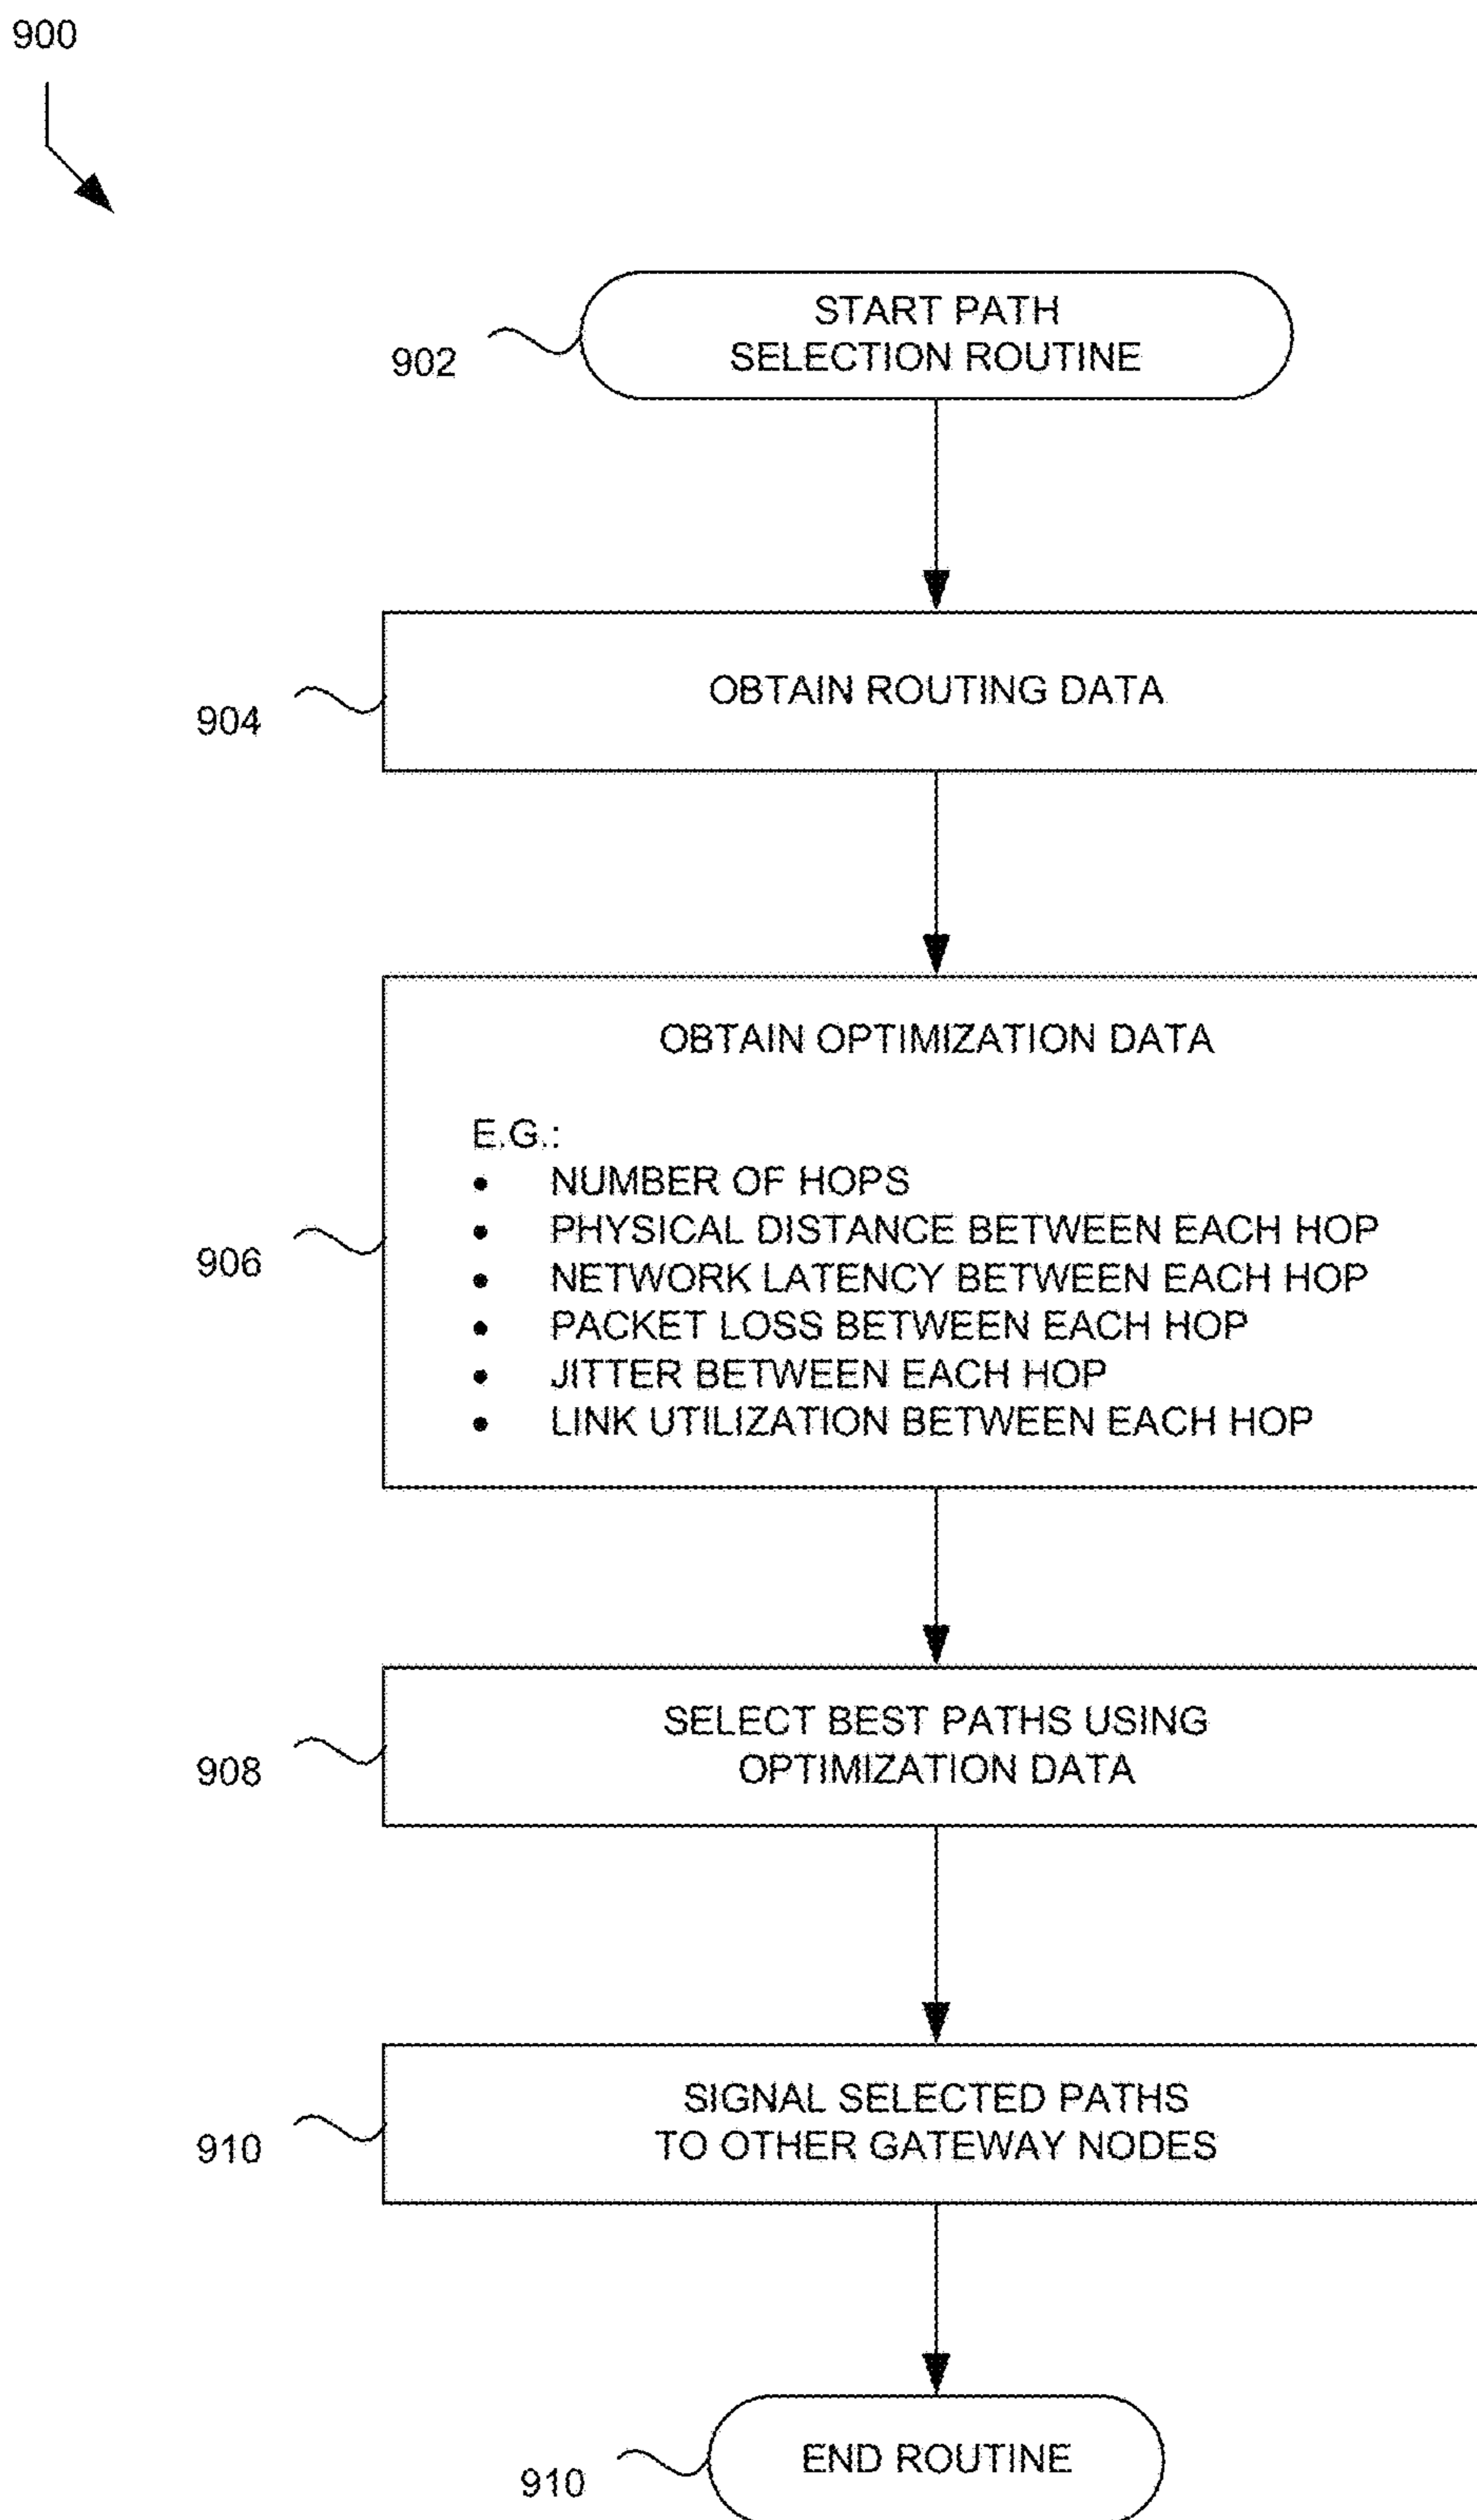 900
START PATH
SELECTION ROUTINE
902
OBTAIN ROUTING DATA
904
OBTAIN OPTIMIZATION DATA
E.G.:
• NUMBER OF HOPS
• PHYSICAL DISTANCE BETWEEN EACH HOP
• NETWORK LATENCY BETWEEN EACH HOP
• PACKET LOSS BETWEEN EACH HOP
• JITTER BETWEEN EACH HOP
• LINK UTILIZATION BETWEEN EACH HOP
906
SELECT BEST PATHS USING
OPTIMIZATION DATA
908
SIGNAL SELECTED PATHS
TO OTHER GATEWAY NODES
910
END ROUTINE
910